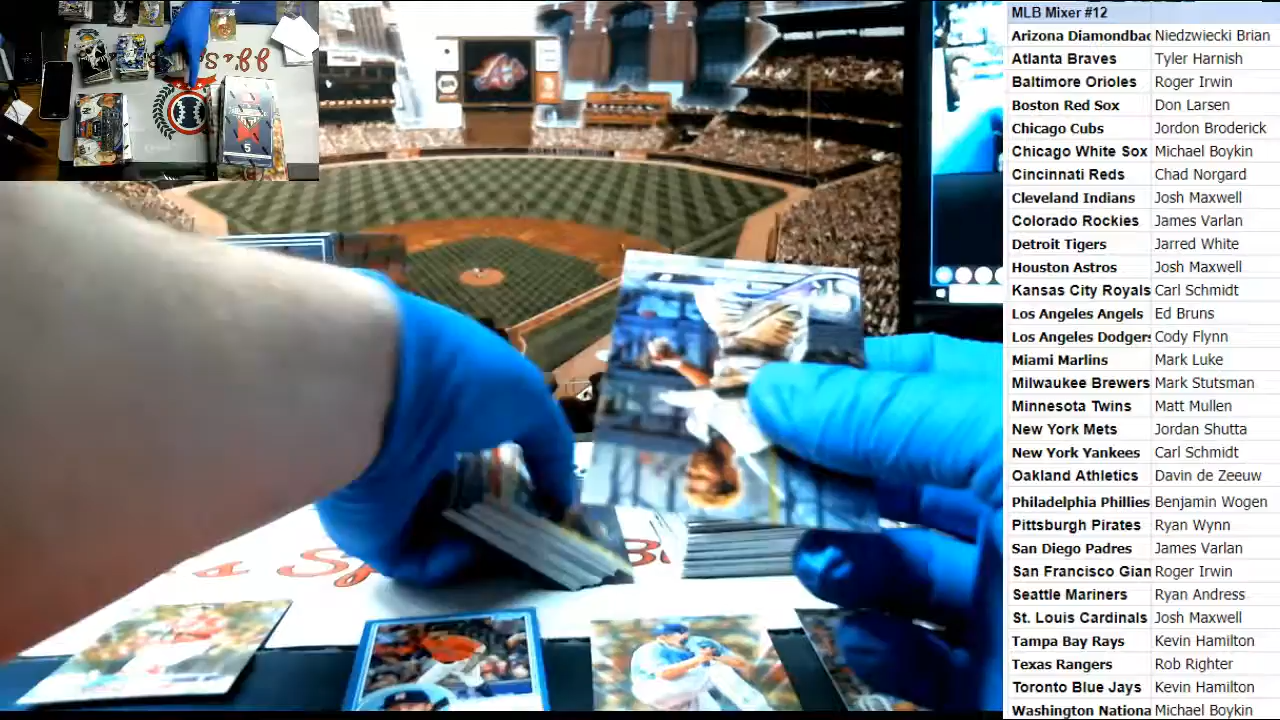 MLB Mixer #12
Arizona Diamondbac Niedzwiecki Brian
Atlanta Braves Tyler Harnish
Baltimore Orioles Roger Irwin
Boston Red Sox Don Larsen
Chicago Cubs Jordon Broderick
Chicago White Sox Michael Boykin
Cincinnati Reds Chad Norgard
Cleveland Indians Josh Maxwell
Colorado Rockies James Varlan
Detroit Tigers Jarred White
Houston Astros Josh Maxwell
Kansas City Royals Carl Schmidt
Los Angeles Angels Ed Bruns
Los Angeles Dodger Cody Flynn
Miami Marlins Mark Luke
Milwaukee Brewers Mark Stutsman
Minnesota Twins Matt Mullen
New York Mets Jordan Shutta
New York Yankees Carl Schmidt
Oakland Athletics Davin de Zeeuw
Philadelphia Phillies Benjamin Wogen
Pittsburgh Pirates Ryan Wynn
San Diego Padres James Varlan
San Francisco Gian Roger Irwin
Seattle Mariners Ryan Andress
St. Louis Cardinals Josh Maxwell
Tampa Bay Rays Kevin Hamilton
Texas Rangers Rob Righter
Toronto Blue Jays Kevin Hamilton
Washington Nationa Michael Boykin